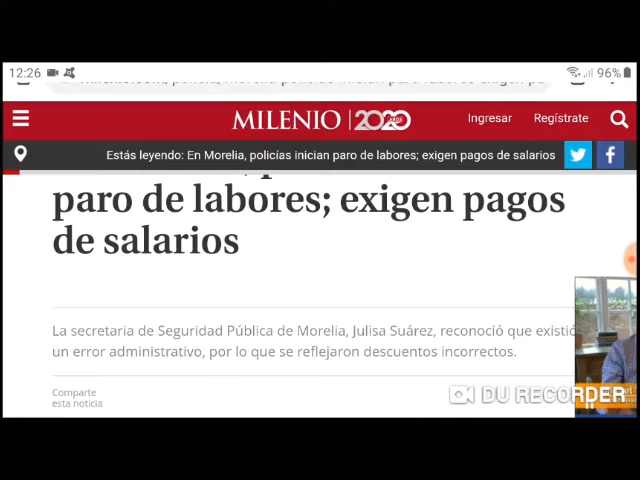 12:26
96%
MILENIO 2020
AÑOS
Ingresar
Regístrate
Estás leyendo: En Morelia, policías inician paro de labores; exigen pagos de salarios
paro de labores; exigen pagos
de salarios
La secretaria de Seguridad Pública de Morelia, Julisa Suárez, reconoció que existió
un error administrativo, por lo que se reflejaron descuentos incorrectos.
Comparte
esta noticia
DU RECORDER